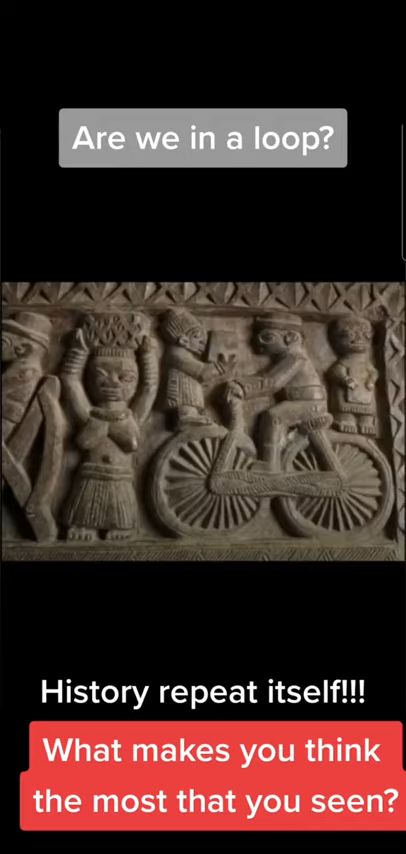 Are we in a loop?
History repeat itself!!!
What makes you think
the most that you seen?